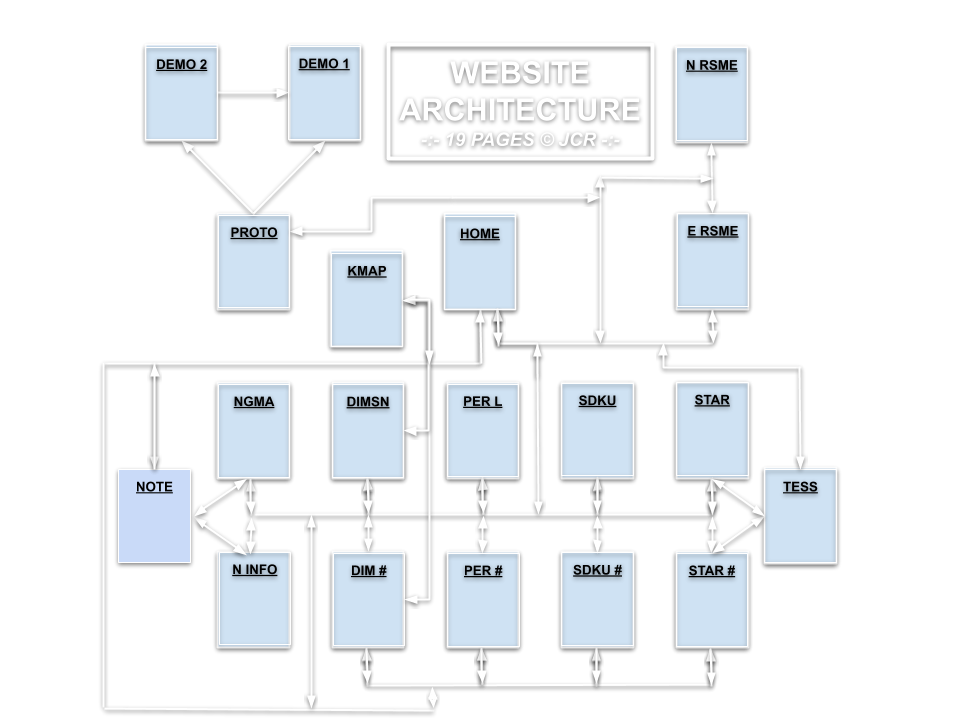 DEMO 2
DEMO 1
WEBSITE
ARCHITECTURE
-:- 19 PAGES © JCR -:-
N RSME
PROTO
HOME
E RSME
KMAP
NGMA
DIMSN
PER L
SDKU
STAR
NOTE
TESS
N INFO
DIM #
PER #
SDKU #
STAR #